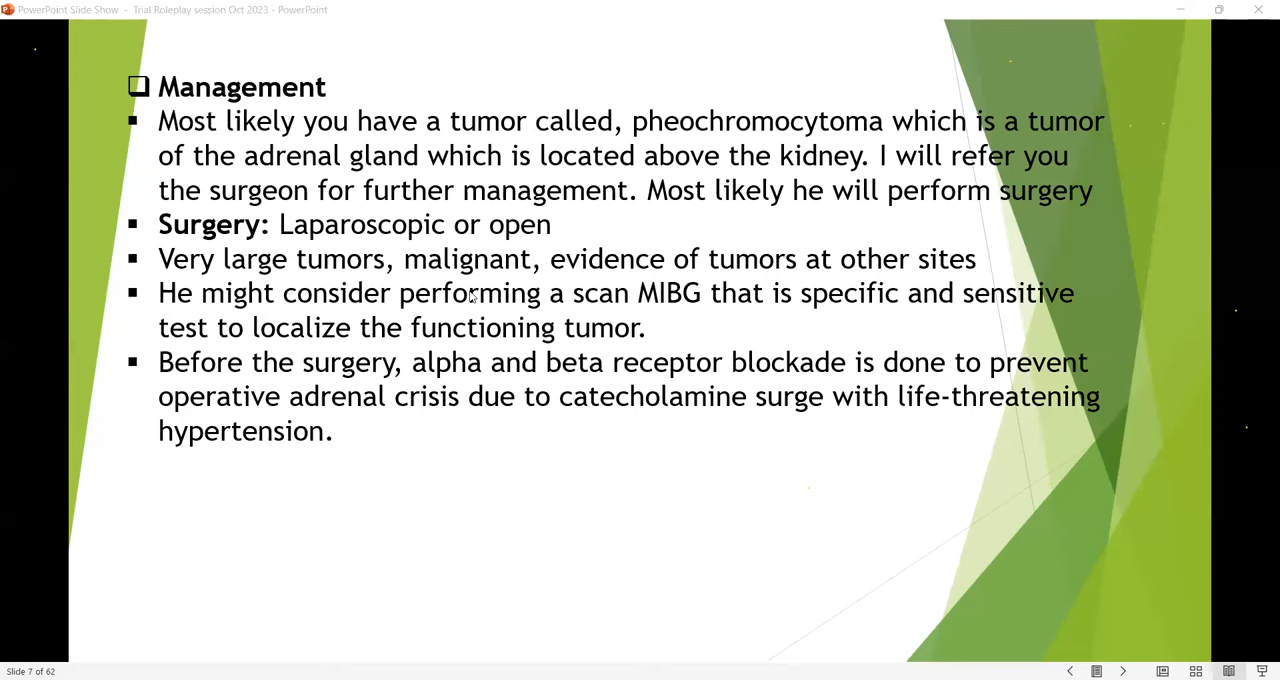 PowerPoint Slide Show - Trial Roleplay session Oct 2023 - PowerPoint
Management
Most likely you have a tumor called, pheochromocytoma which is a tumor
of the adrenal gland which is located above the kidney. I will refer you
the surgeon for further management. Most likely he will perform surgery
Surgery: Laparoscopic or open
Very large tumors, malignant, evidence of tumors at other sites
He might consider performing a scan MIBG that is specific and sensitive
test to localize the functioning tumor.
Before the surgery, alpha and beta receptor blockade is done to prevent
operative adrenal crisis due to catecholamine surge with life-threatening
hypertension.
Slide 7 of 62